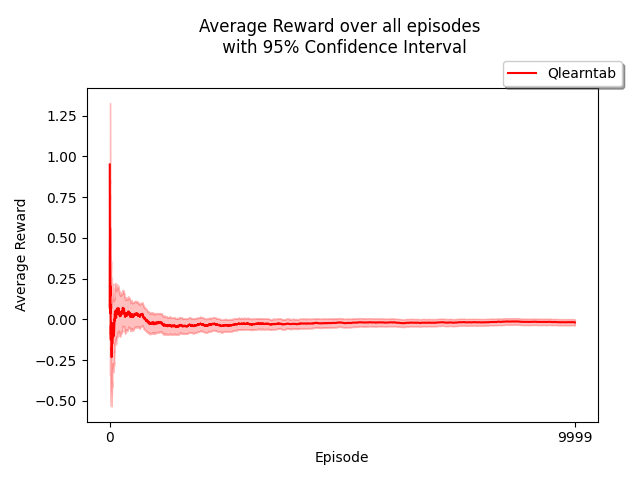 Average Reward over all episodes
with 95% Confidence Interval
Qlearntab
1.25
1.00
0.75
0.50
0.25
0.00
−0.25
−0.50
Average Reward
0
9999
Episode